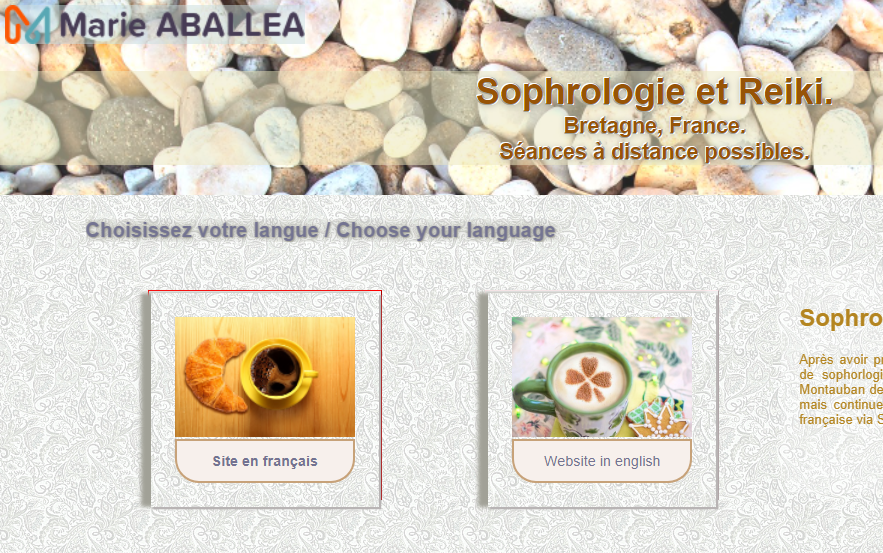 Marie ABALLEA
Sophrologie et Reiki.
Bretagne, France.
Séances à distance possibles.
Choisissez votre langue / Choose your language
Site en français
Website in english
Sophro
Après avoir pr
de sophorlogi
Montauban de
mais continue
française via S